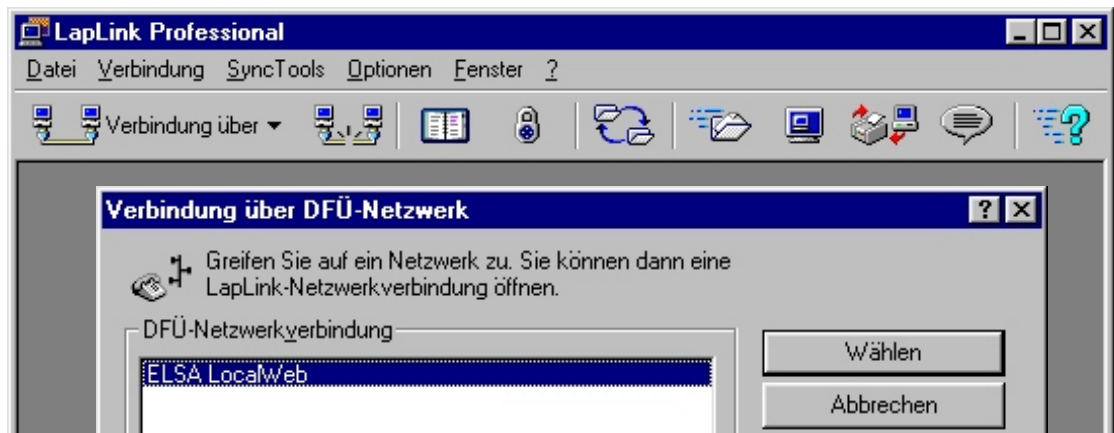 LapLink Professional
Datei Verbindung SyncTools Optionen Fenster ?
Verbindung über
Verbindung über DFÜ-Netzwerk
Greifen Sie auf ein Netzwerk zu. Sie können dann eine
LapLink-Netzwerkverbindung öffnen.
DFÜ-Netzwerkverbindung
ELSA LocalWeb
Wählen
Abbrechen